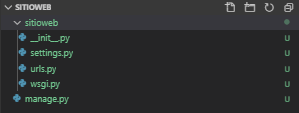 SITIOWEB
sitioweb
__init__.py U
settings.py U
urls.py U
wsgi.py U
manage.py U